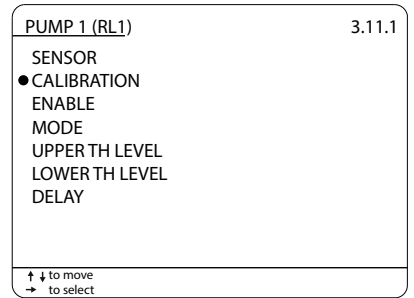 PUMP 1 (RL1) 3.11.1
SENSOR
CALIBRATION
ENABLE
MODE
UPPER TH LEVEL
LOWER TH LEVEL
DELAY
↑ ↓ to move
→ to select